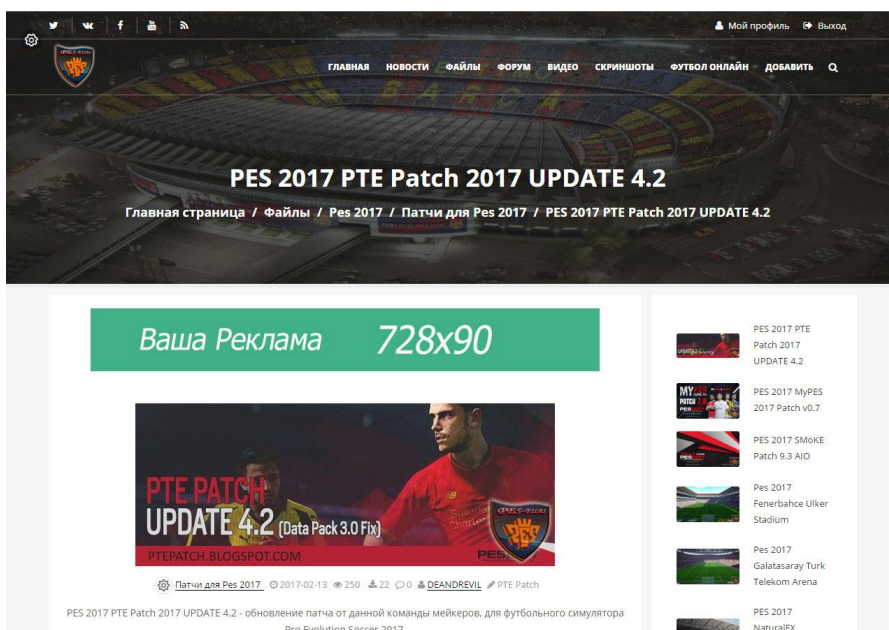 Мой профиль Выход
ГЛАВНАЯ НОВОСТИ ФАЙЛЫ ФОРУМ ВИДЕО СКРИНШОТЫ ФУТБОЛ ОНЛАЙН ДОБАВИТЬ
PES 2017 PTE Patch 2017 UPDATE 4.2
Главная страница / Файлы / Pes 2017 / Патчи для Pes 2017 / PES 2017 PTE Patch 2017 UPDATE 4.2
Ваша Реклама 728x90
PTE PATCH
UPDATE 4.2 (Data Pack 3.0 Fix)
PTEPATCH.BLOGSPOT.COM
Патчи для Pes 2017 2017-02-13 250 22 0 DEANDREVIL PTE Patch
PES 2017 PTE Patch 2017 UPDATE 4.2 - обновление патча от данной команды мейкеров, для футбольного симулятора
Pro Evolution Soccer 2017
PES 2017 PTE
Patch 2017
UPDATE 4.2
PES 2017 MyPES
2017 Patch v0.7
PES 2017 SMoKE
Patch 9.3 AIO
Pes 2017
Fenerbahce Ulker
Stadium
Pes 2017
Galatasaray Turk
Telekom Arena
PES 2017
NaturalFX